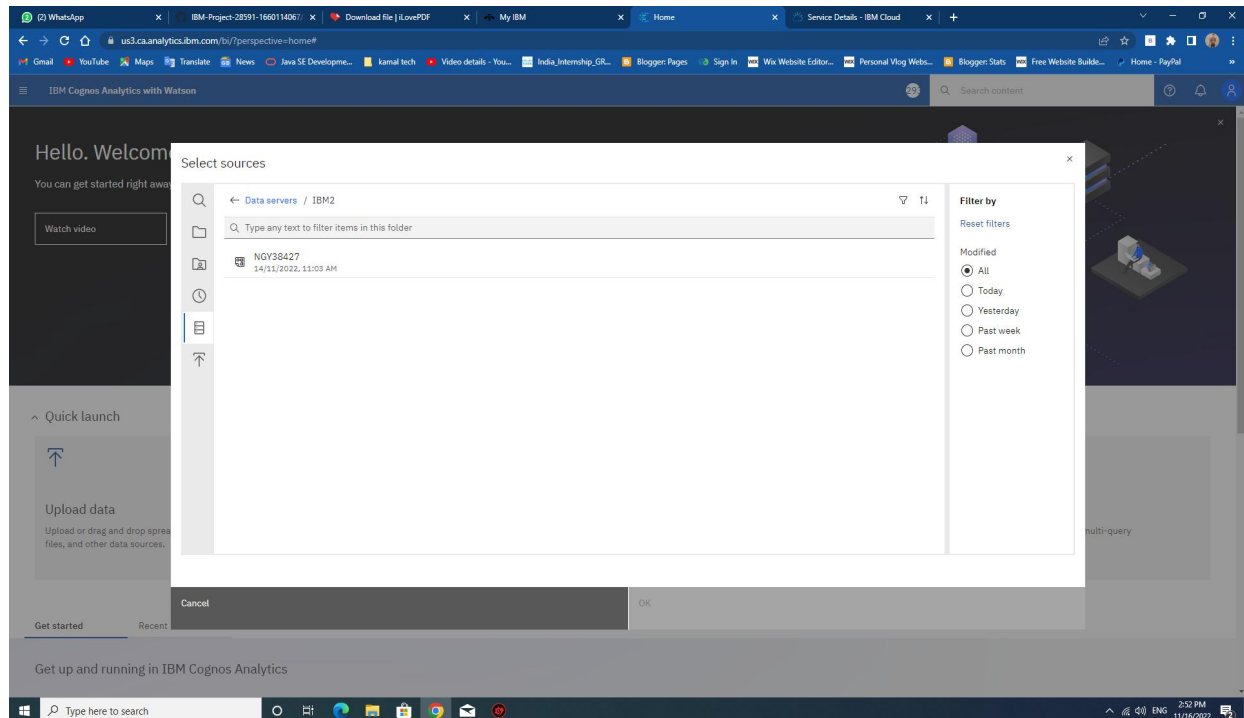 (2) WhatsApp
IBM-Project-28591-1660114067/
Download file | iLovePDF
My IBM
Home
Service Details - IBM Cloud
us3.ca.analytics.ibm.com/bi/?perspective=home#
Gmail
YouTube
Maps
Translate
News
Java SE Developme...
kamal tech
Video details - You...
India_Internship_GR...
Blogger: Pages
Sign In
Wix Website Editor...
Personal Vlog Webs...
Blogger: Stats
Free Website Builde...
Home - PayPal
IBM Cognos Analytics with Watson
Search content
Hello. Welcom
You can get started right away
Watch video
Select sources
Data servers / IBM2
Type any text to filter items in this folder
NGY38427
14/11/2022, 11:03 AM
Filter by
Reset filters
Modified
All
Today
Yesterday
Past week
Past month
Quick launch
Upload data
Upload or drag and drop sprea
files, and other data sources.
multi-query
Cancel
OK
Get started
Recent
Get up and running in IBM Cognos Analytics
Type here to search
ENG
2:52 PM
11/16/2022